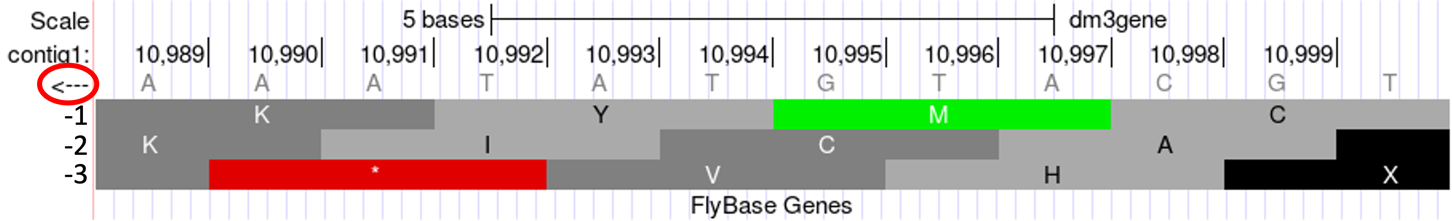 Scale 5 bases dm3gene
contig1: 10,989| 10,990| 10,991| 10,992| 10,993| 10,994| 10,995| 10,996| 10,997| 10,998| 10,999|
<--- A A A T A T G T A C G T
-1 K Y M C
-2 K I C A
-3 * V H X
FlyBase Genes